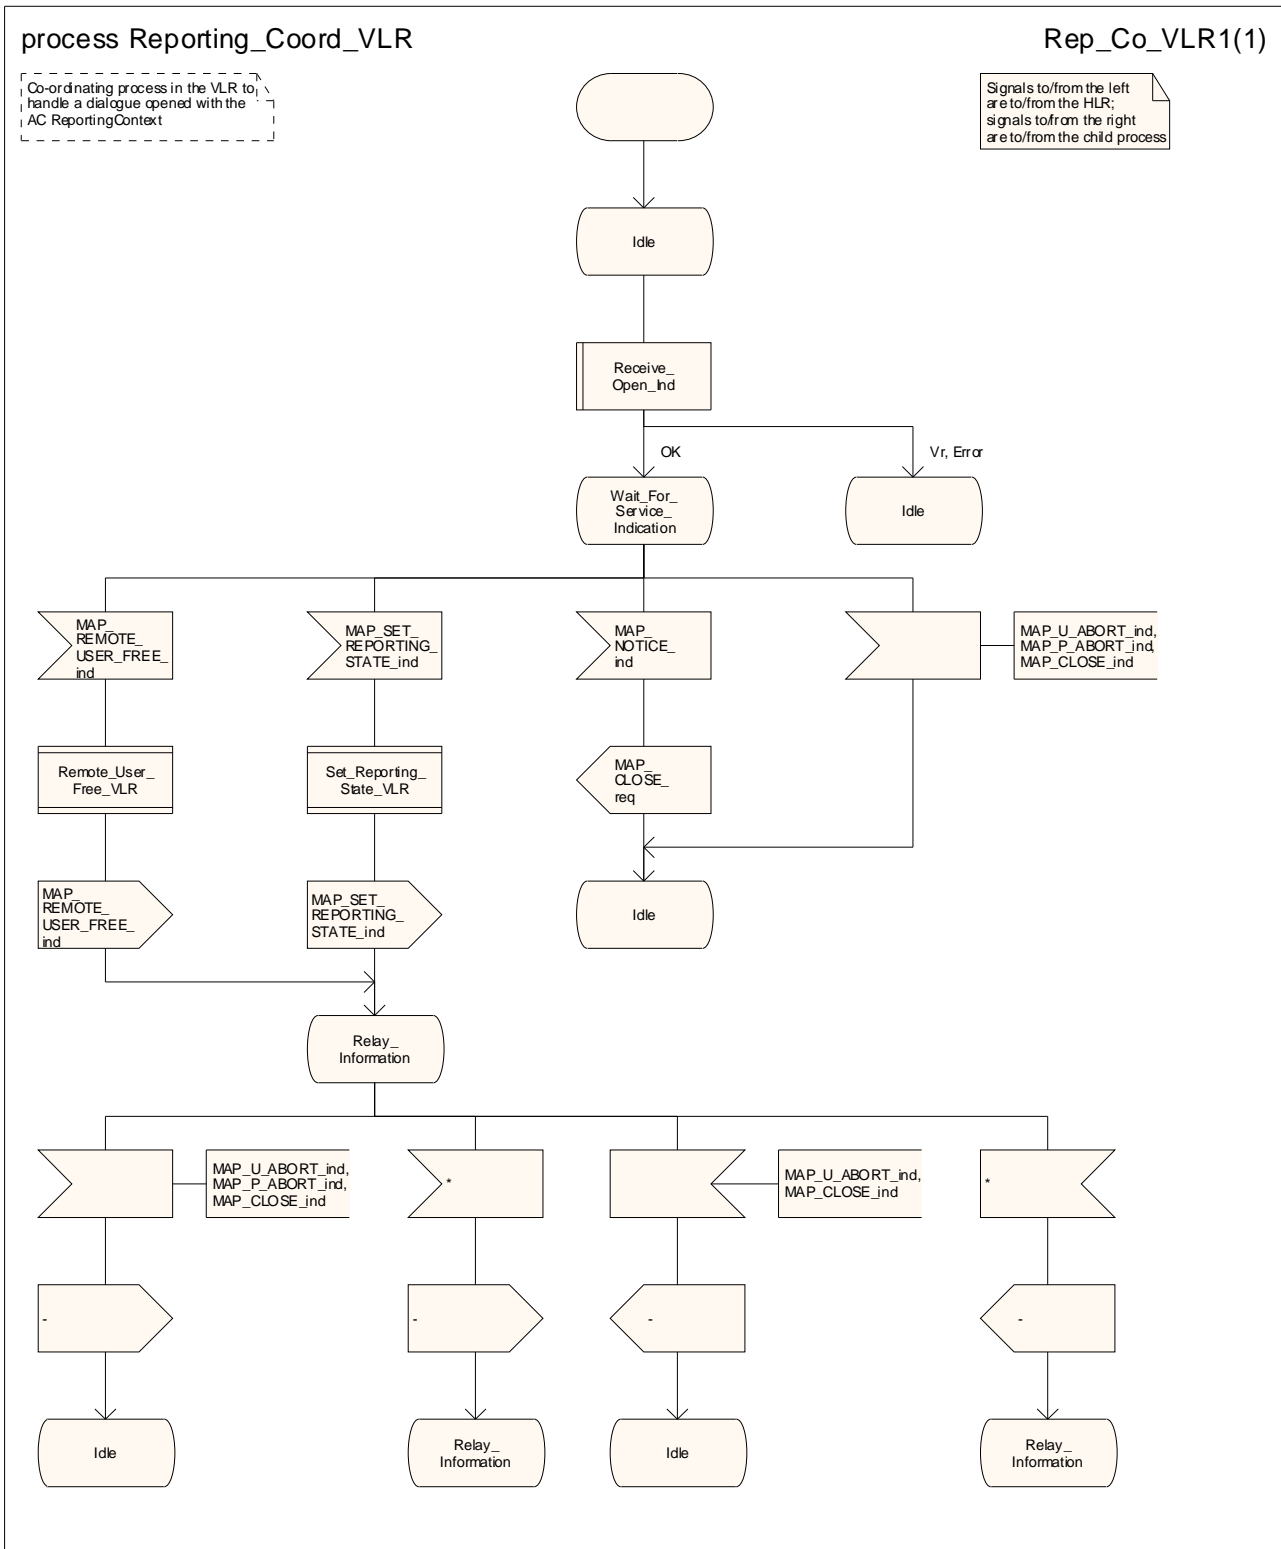 process Reporting_Coord_VLR
Rep_Co_VLR1(1)
Co-ordinating process in the VLR to
handle a dialogue opened with the
AC ReportingContext
Signals to/from the left
are to/from the HLR;
signals to/from the right
are to/from the child process
Idle
Receive_
Open_Ind
OK
Vr, Error
Wait_For_
Service_
Indication
Idle
MAP_
REMOTE_
USER_FREE_
ind
MAP_SET_
REPORTING_
STATE_ind
MAP_
NOTICE_
ind
MAP_U_ABORT_ind,
MAP_P_ABORT_ind,
MAP_CLOSE_ind
Remote_User_
Free_VLR
Set_Reporting_
State_VLR
MAP_
CLOSE_
req
MAP_
REMOTE_
USER_FREE_
ind
MAP_SET_
REPORTING_
STATE_ind
Idle
Relay_
Information
MAP_U_ABORT_ind,
MAP_P_ABORT_ind,
MAP_CLOSE_ind
*
MAP_U_ABORT_ind,
MAP_CLOSE_ind
*
-
-
-
-
Idle
Relay_
Information
Idle
Relay_
Information